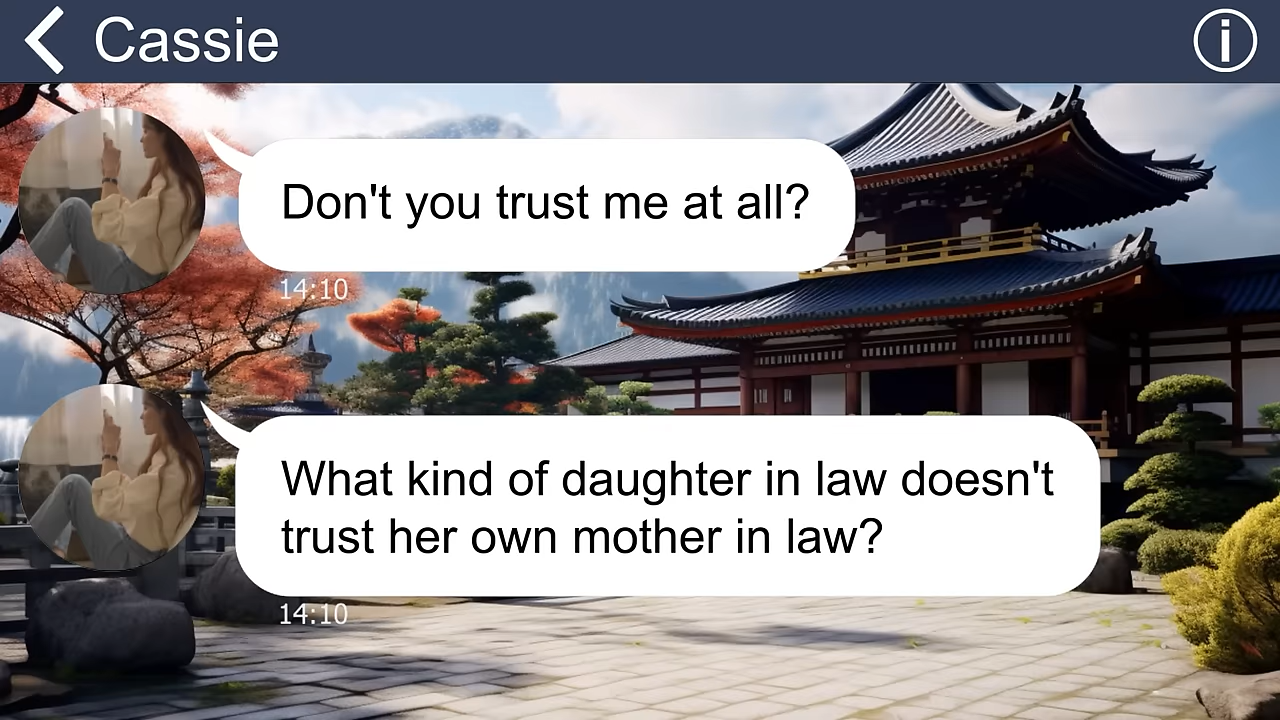 Cassie
Don't you trust me at all?
14:10
What kind of daughter in law doesn't
trust her own mother in law?
14:10